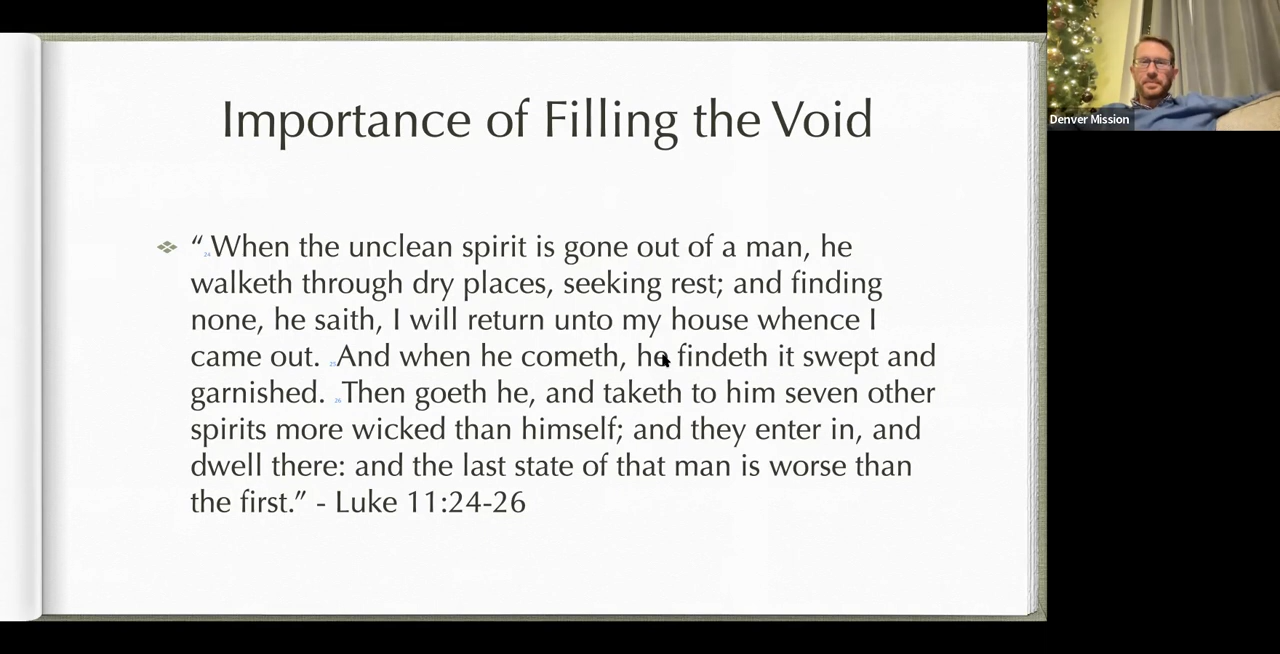 Importance of Filling the Void
“24When the unclean spirit is gone out of a man, he
walketh through dry places, seeking rest; and finding
none, he saith, I will return unto my house whence I
came out. 25And when he cometh, he findeth it swept and
garnished. 26Then goeth he, and taketh to him seven other
spirits more wicked than himself; and they enter in, and
dwell there: and the last state of that man is worse than
the first.” - Luke 11:24-26
Denver Mission